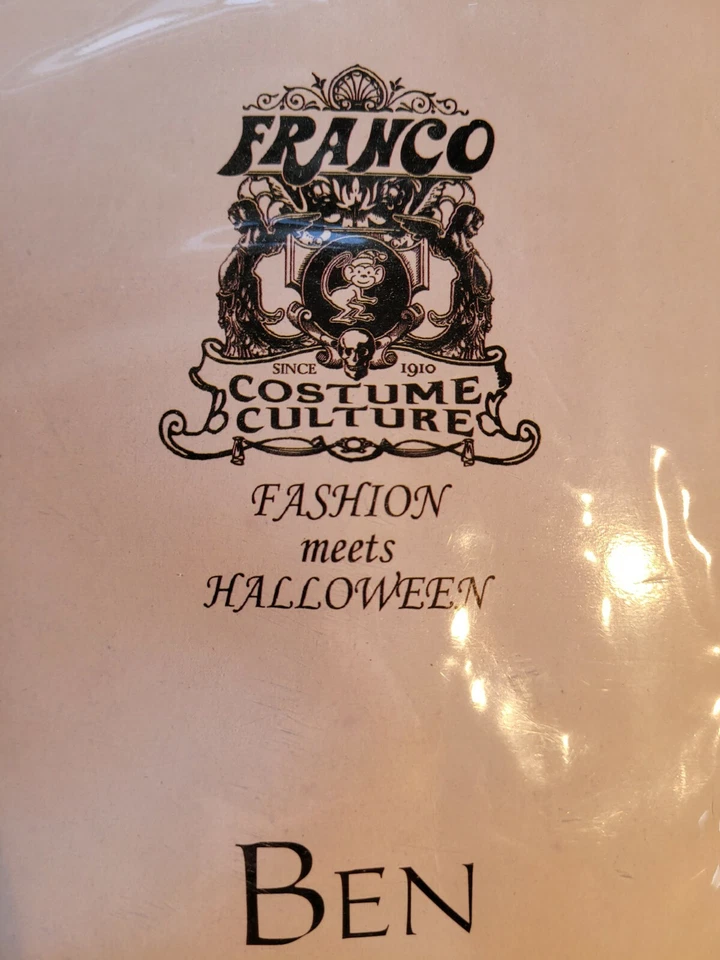 FRANCO
SINCE 1910
COSTUME
CULTURE
FASHION
meets
HALLOWEEN
BEN